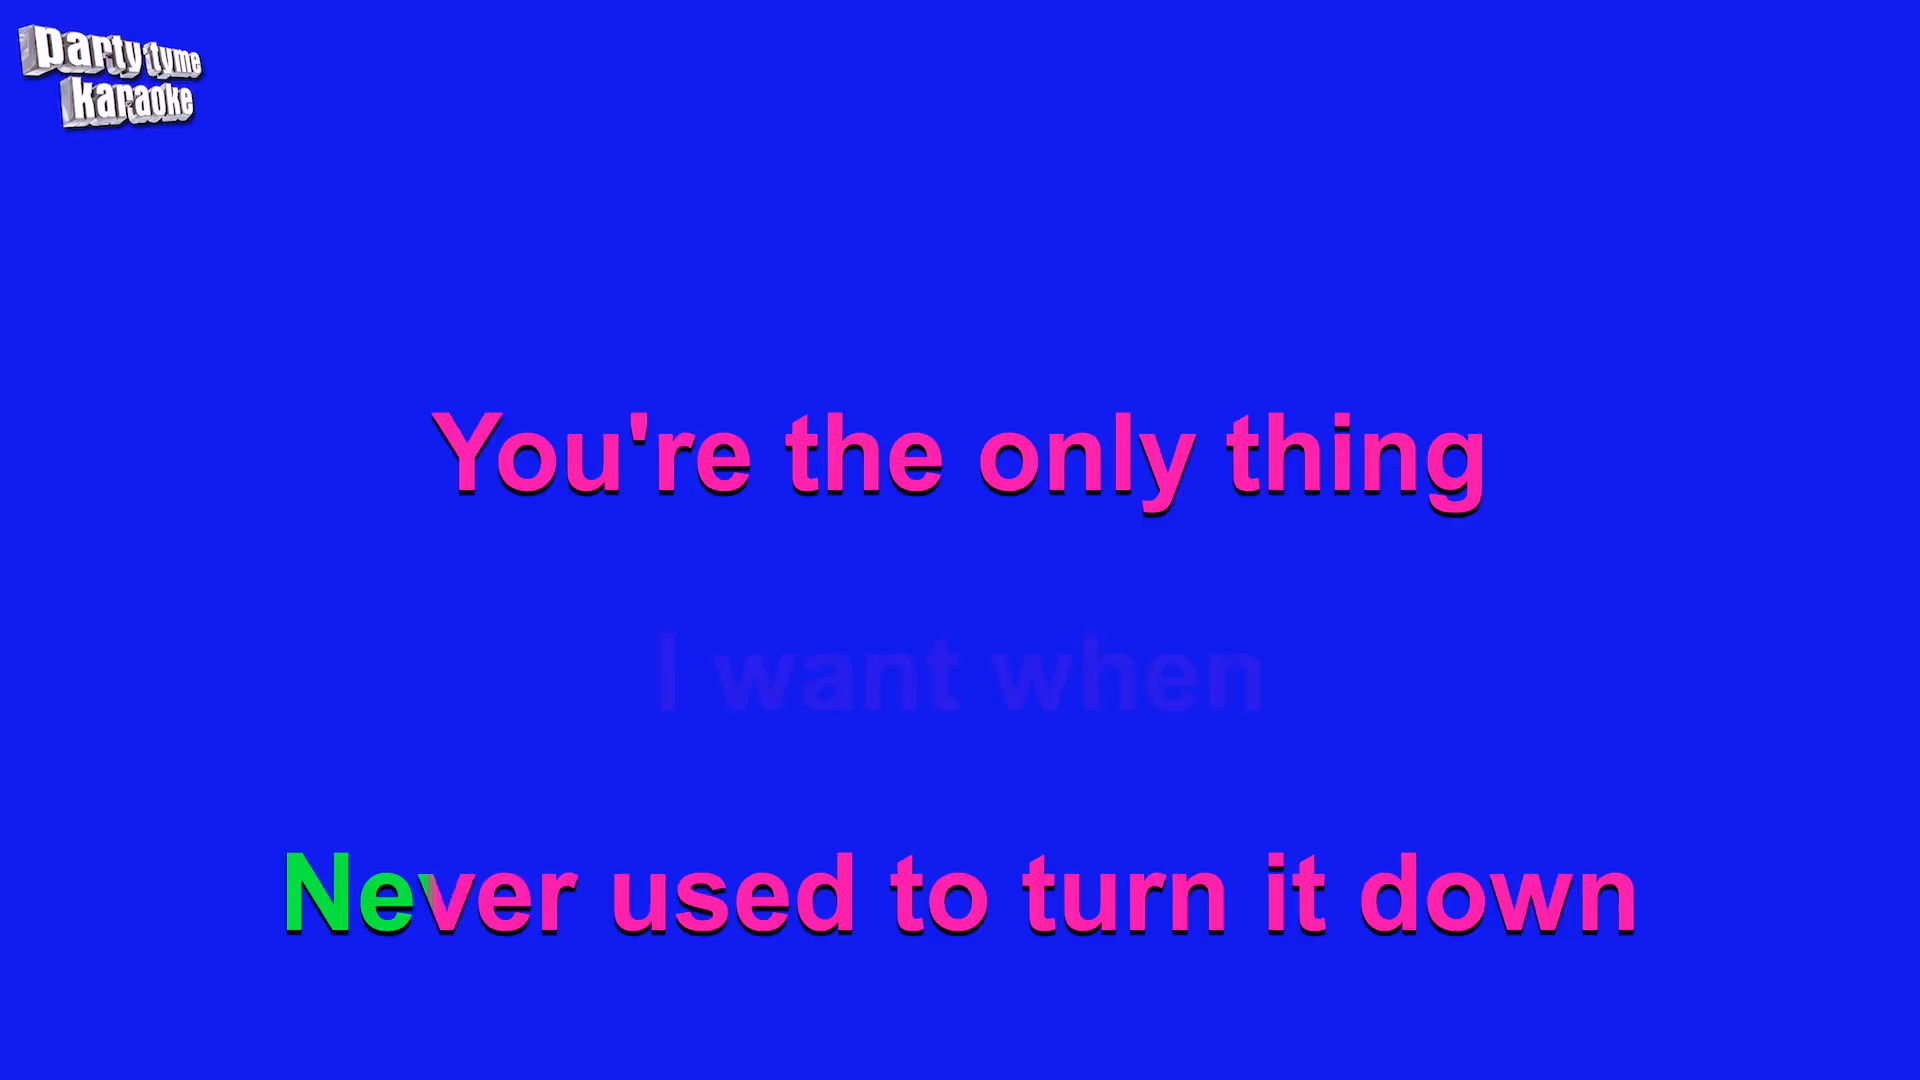 party tyme
karaoke
You're the only thing
I want when
Never used to turn it down